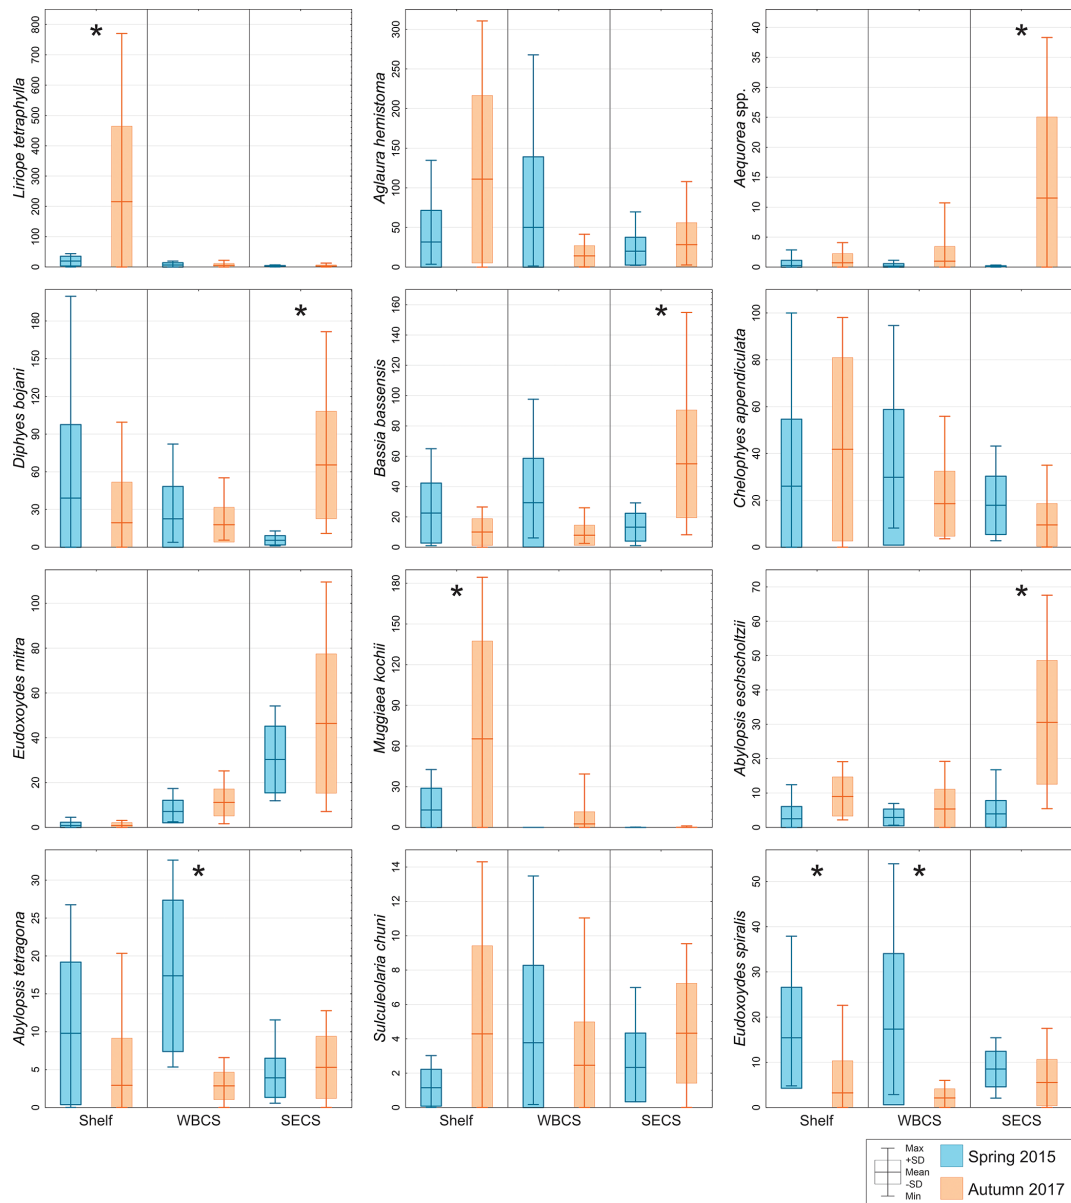 Liriope tetraphylla
0 100 200 300 400 500 600 700 800
*
Aglaura hemistoma
0 50 100 150 200 250 300
Aequorea spp.
0 5 10 15 20 25 30 35 40
*
Diphyes bojani
0 30 60 90 120 150 180
*
Bassia bassensis
0 20 40 60 80 100 120 140 160
*
Chelophyes appendiculata
0 20 40 60 80 100
Eudoxoydes mitra
0 20 40 60 80 100
Muggiaea kochii
0 30 60 90 120 150 180
*
Abylopsis eschscholtzii
0 10 20 30 40 50 60 70
*
Abylopsis tetragona
0 5 10 15 20 25 30
*
Sulculeolaria chuni
0 2 4 6 8 10 12 14
Eudoxoydes spiralis
0 10 20 30 40 50
* *
Shelf WBCS SECS
Shelf WBCS SECS
Shelf WBCS SECS
Max
+SD
Mean
-SD
Min
Spring 2015
Autumn 2017